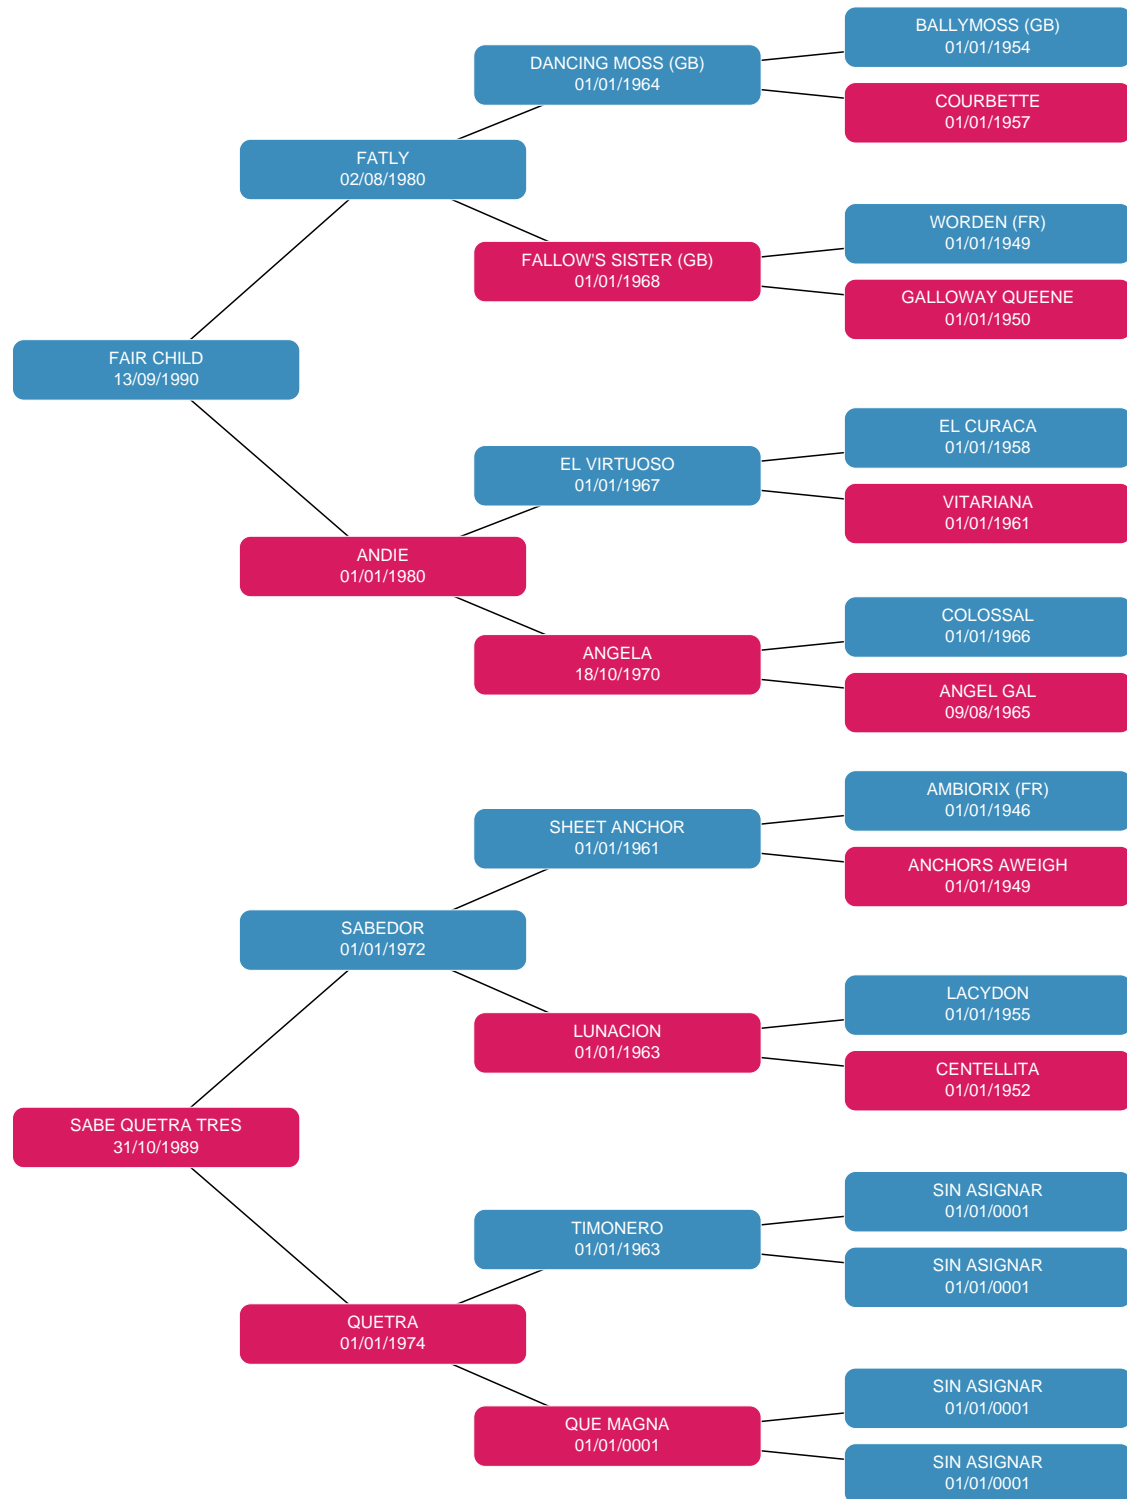 BALLYMOSS (GB)
01/01/1954
DANCING MOSS (GB)
01/01/1964
COURBETTE
01/01/1957
FATLY
02/08/1980
WORDEN (FR)
01/01/1949
FALLOW'S SISTER (GB)
01/01/1968
GALLOWAY QUEENE
01/01/1950
FAIR CHILD
13/09/1990
EL CURACA
01/01/1958
EL VIRTUOSO
01/01/1967
VITARIANA
01/01/1961
ANDIE
01/01/1980
COLOSSAL
01/01/1966
ANGELA
18/10/1970
ANGEL GAL
09/08/1965
AMBIORIX (FR)
01/01/1946
SHEET ANCHOR
01/01/1961
ANCHORS AWEIGH
01/01/1949
SABEDOR
01/01/1972
LACYDON
01/01/1955
LUNACION
01/01/1963
CENTELLITA
01/01/1952
SABE QUETRA TRES
31/10/1989
SIN ASIGNAR
01/01/0001
TIMONERO
01/01/1963
SIN ASIGNAR
01/01/0001
QUETRA
01/01/1974
SIN ASIGNAR
01/01/0001
QUE MAGNA
01/01/0001
SIN ASIGNAR
01/01/0001